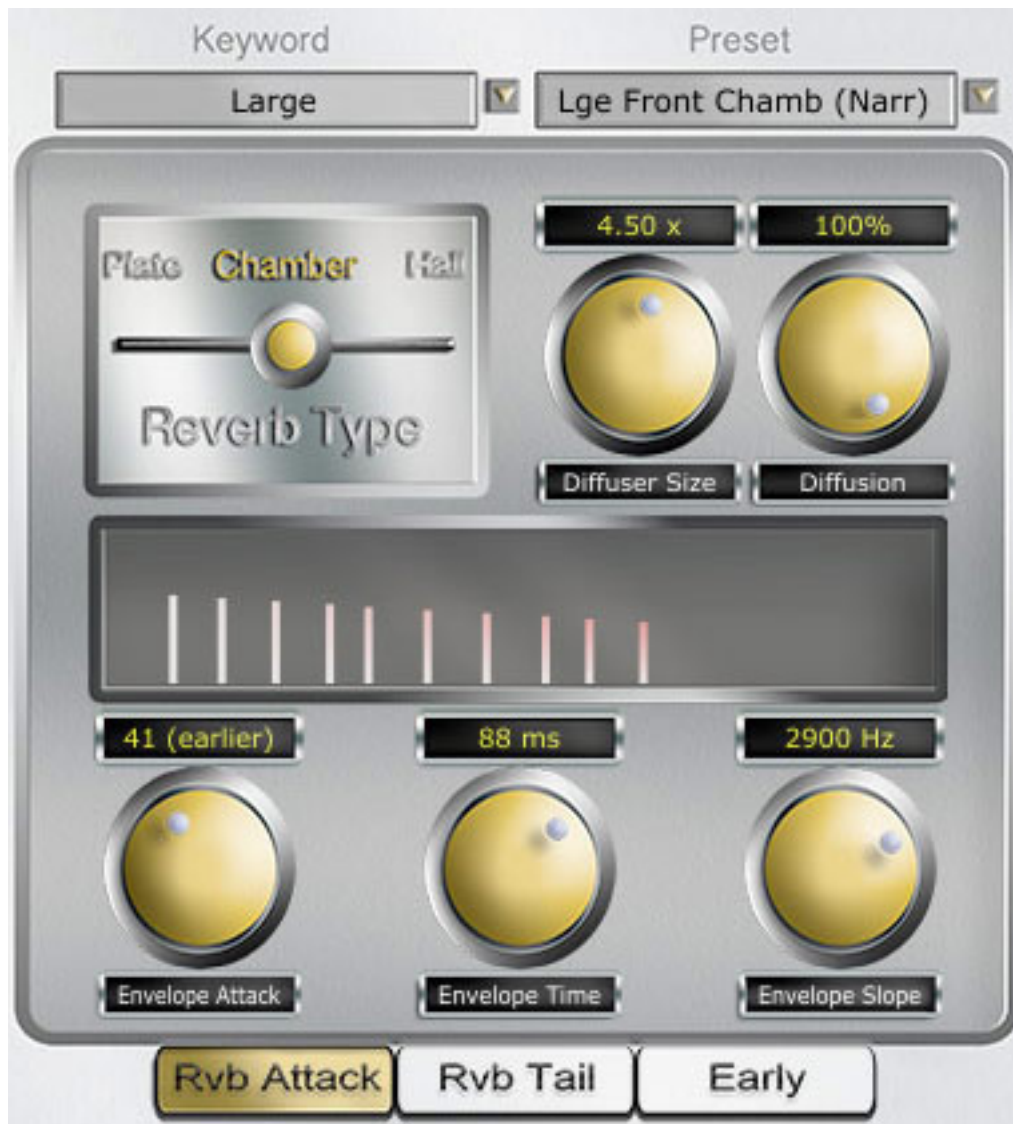 Keyword Preset
Large Lge Front Chamb (Narr)
4.50 x 100%
Plate Chamber Hall
Reverb Type
Diffuser Size Diffusion
41 (earlier) 88 ms 2900 Hz
Envelope Attack Envelope Time Envelope Slope
Rvb Attack Rvb Tail Early